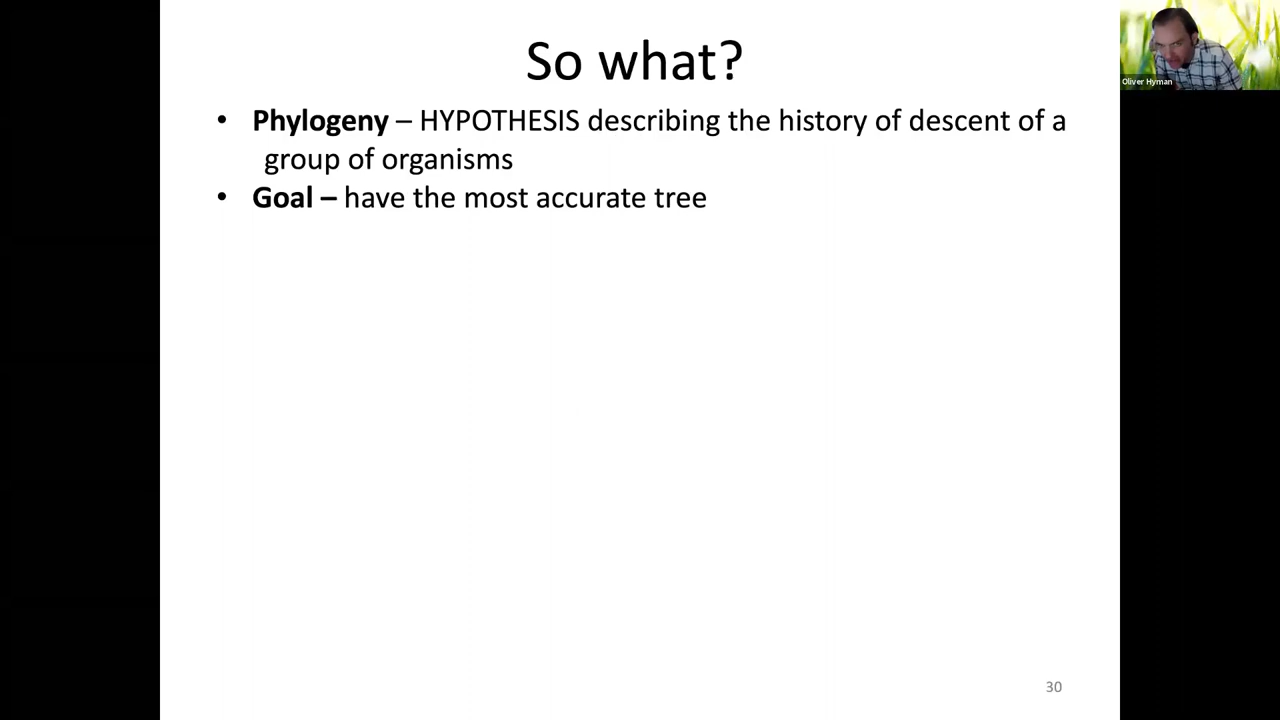 So what?
Oliver Hyman
• Phylogeny – HYPOTHESIS describing the history of descent of a
group of organisms
• Goal – have the most accurate tree
30